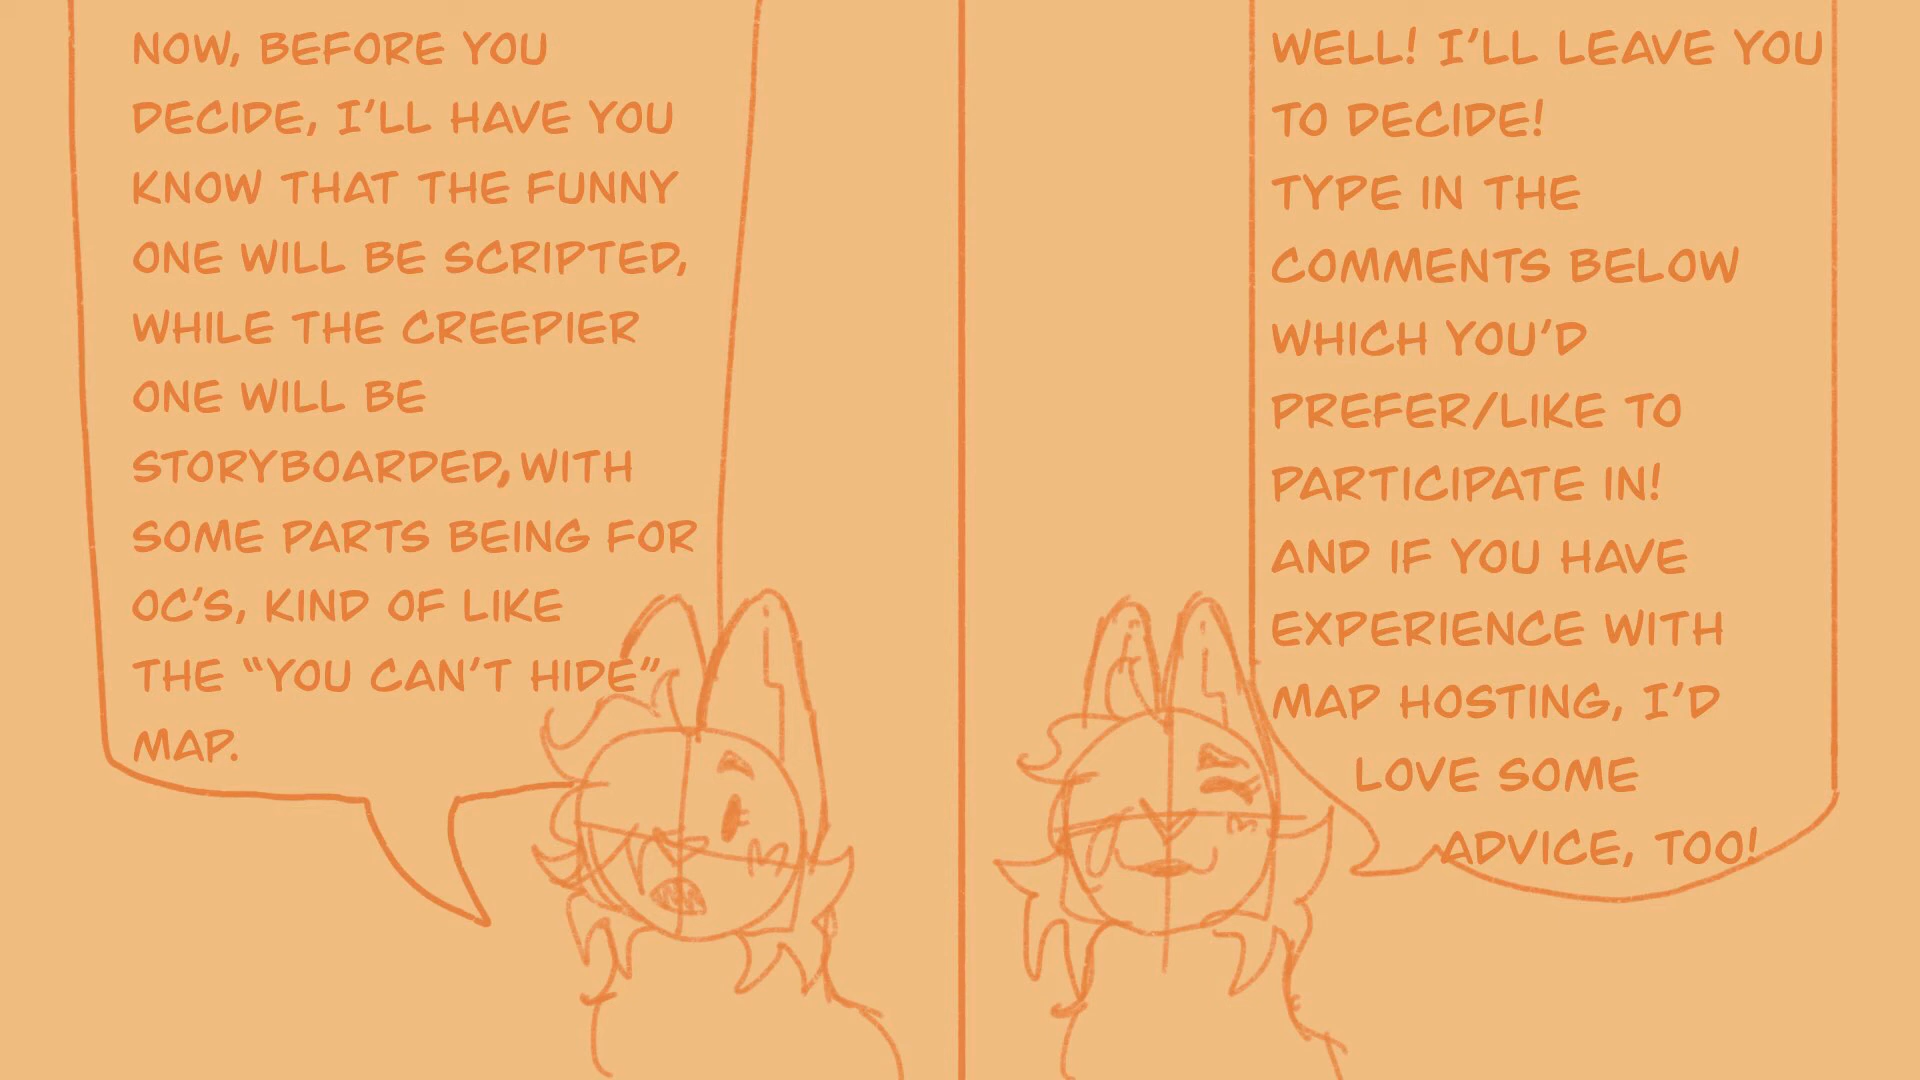 NOW, BEFORE YOU
DECIDE, I'LL HAVE YOU
KNOW THAT THE FUNNY
ONE WILL BE SCRIPTED,
WHILE THE CREEPIER
ONE WILL BE
STORYBOARDED, WITH
SOME PARTS BEING FOR
OC'S, KIND OF LIKE
THE “YOU CAN'T HIDE”
MAP.
WELL! I'LL LEAVE YOU
TO DECIDE!
TYPE IN THE
COMMENTS BELOW
WHICH YOU'D
PREFER/LIKE TO
PARTICIPATE IN!
AND IF YOU HAVE
EXPERIENCE WITH
MAP HOSTING, I'D
LOVE SOME
ADVICE, TOO!